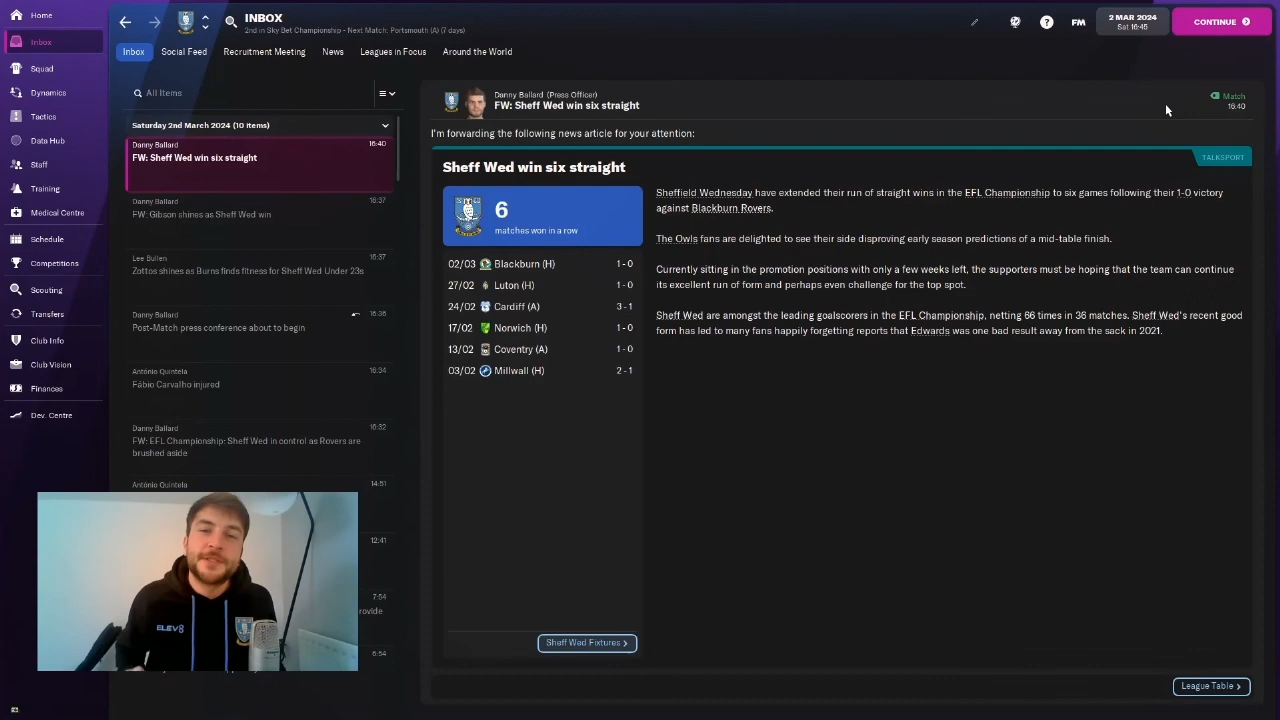 Home
Inbox
Squad
Dynamics
Tactics
Data Hub
Staff
Training
Medical Centre
Schedule
Competitions
Scouting
Transfers
Club Info
Club Vision
Finances
Dev. Centre
INBOX
2nd in Sky Bet Championship - Next Match: Portsmouth (A) (7 days)
FM
2 MAR 2024
Sat 16:45
CONTINUE
Inbox
Social Feed
Recruitment Meeting
News
Leagues in Focus
Around the World
All Items
Saturday 2nd March 2024 (10 Items)
Danny Ballard
16:40
FW: Sheff Wed win six straight
Danny Ballard
16:37
FW: Gibson shines as Sheff Wed win
Lee Bullen
16:37
Zottos shines as Burns finds fitness for Sheff Wed Under 23s
Danny Ballard
16:36
Post-Match press conference about to begin
António Quintela
16:34
Fábio Carvalho injured
Danny Ballard
16:32
FW: EFL Championship: Sheff Wed in control as Rovers are
brushed aside
António Quintela
14:51
12:41
7:54
rovide
6:54
ELEV8
Danny Ballard (Press Officer)
FW: Sheff Wed win six straight
Match
16:40
I'm forwarding the following news article for your attention:
TALKSPORT
Sheff Wed win six straight
6
matches won in a row
02/03 Blackburn (H) 1 - 0
27/02 Luton (H) 1 - 0
24/02 Cardiff (A) 3 - 1
17/02 Norwich (H) 1 - 0
13/02 Coventry (A) 1 - 0
03/02 Millwall (H) 2 - 1
Sheff Wed Fixtures
Sheffield Wednesday have extended their run of straight wins in the EFL Championship to six games following their 1-0 victory
against Blackburn Rovers.
The Owls fans are delighted to see their side disproving early season predictions of a mid-table finish.
Currently sitting in the promotion positions with only a few weeks left, the supporters must be hoping that the team can continue
its excellent run of form and perhaps even challenge for the top spot.
Sheff Wed are amongst the leading goalscorers in the EFL Championship, netting 66 times in 36 matches. Sheff Wed's recent good
form has led to many fans happily forgetting reports that Edwards was one bad result away from the sack in 2021.
League Table